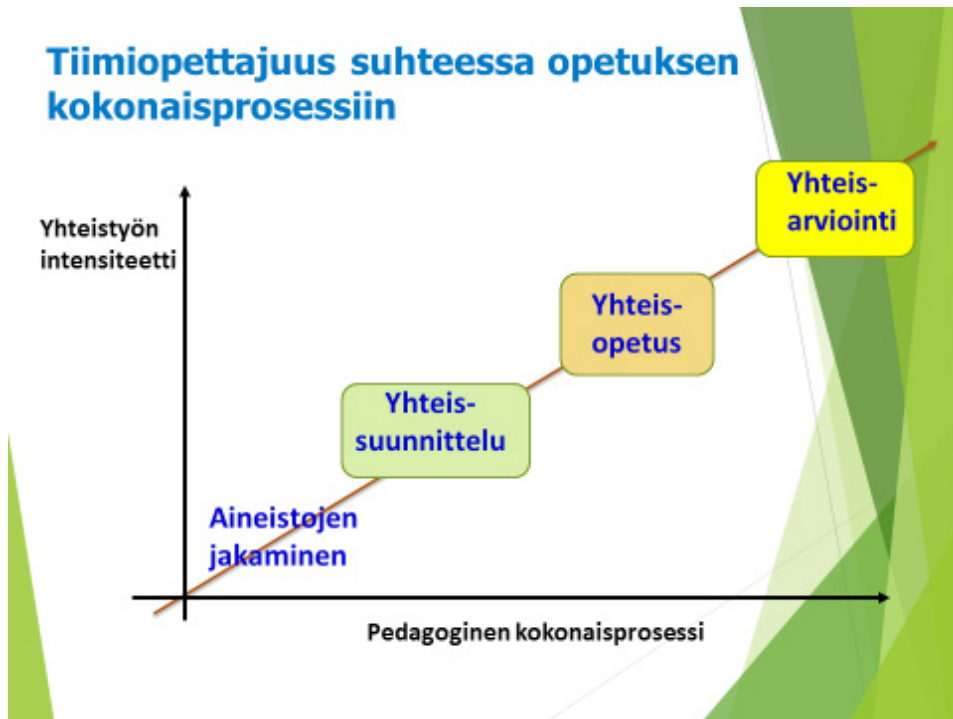 Tiimiopettajuus suhteessa opetuksen
kokonaisprosessiin
Yhteis-
arviointi
Yhteistyön
intensiteetti
Yhteis-
opetus
Yhteis-
suunnittelu
Aineistojen
jakaminen
Pedagoginen kokonaisprosessi